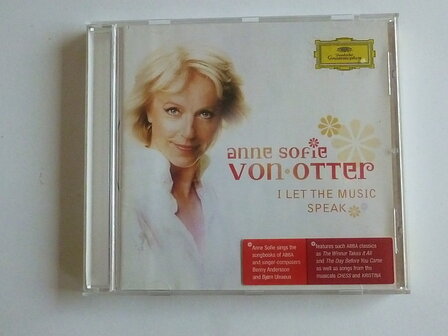 Deutsche
Grammophon
anne sofie
von·otter
I LET THE MUSIC
SPEAK
Anne Sofie sings the
songbooks of ABBA
and singer-composers
Benny Andersson
and Björn Ulvaeus
features such ABBA classics
as The Winner Takes It All
and The Day Before You Came
as well as songs from the
musicals CHESS and KRISTINA